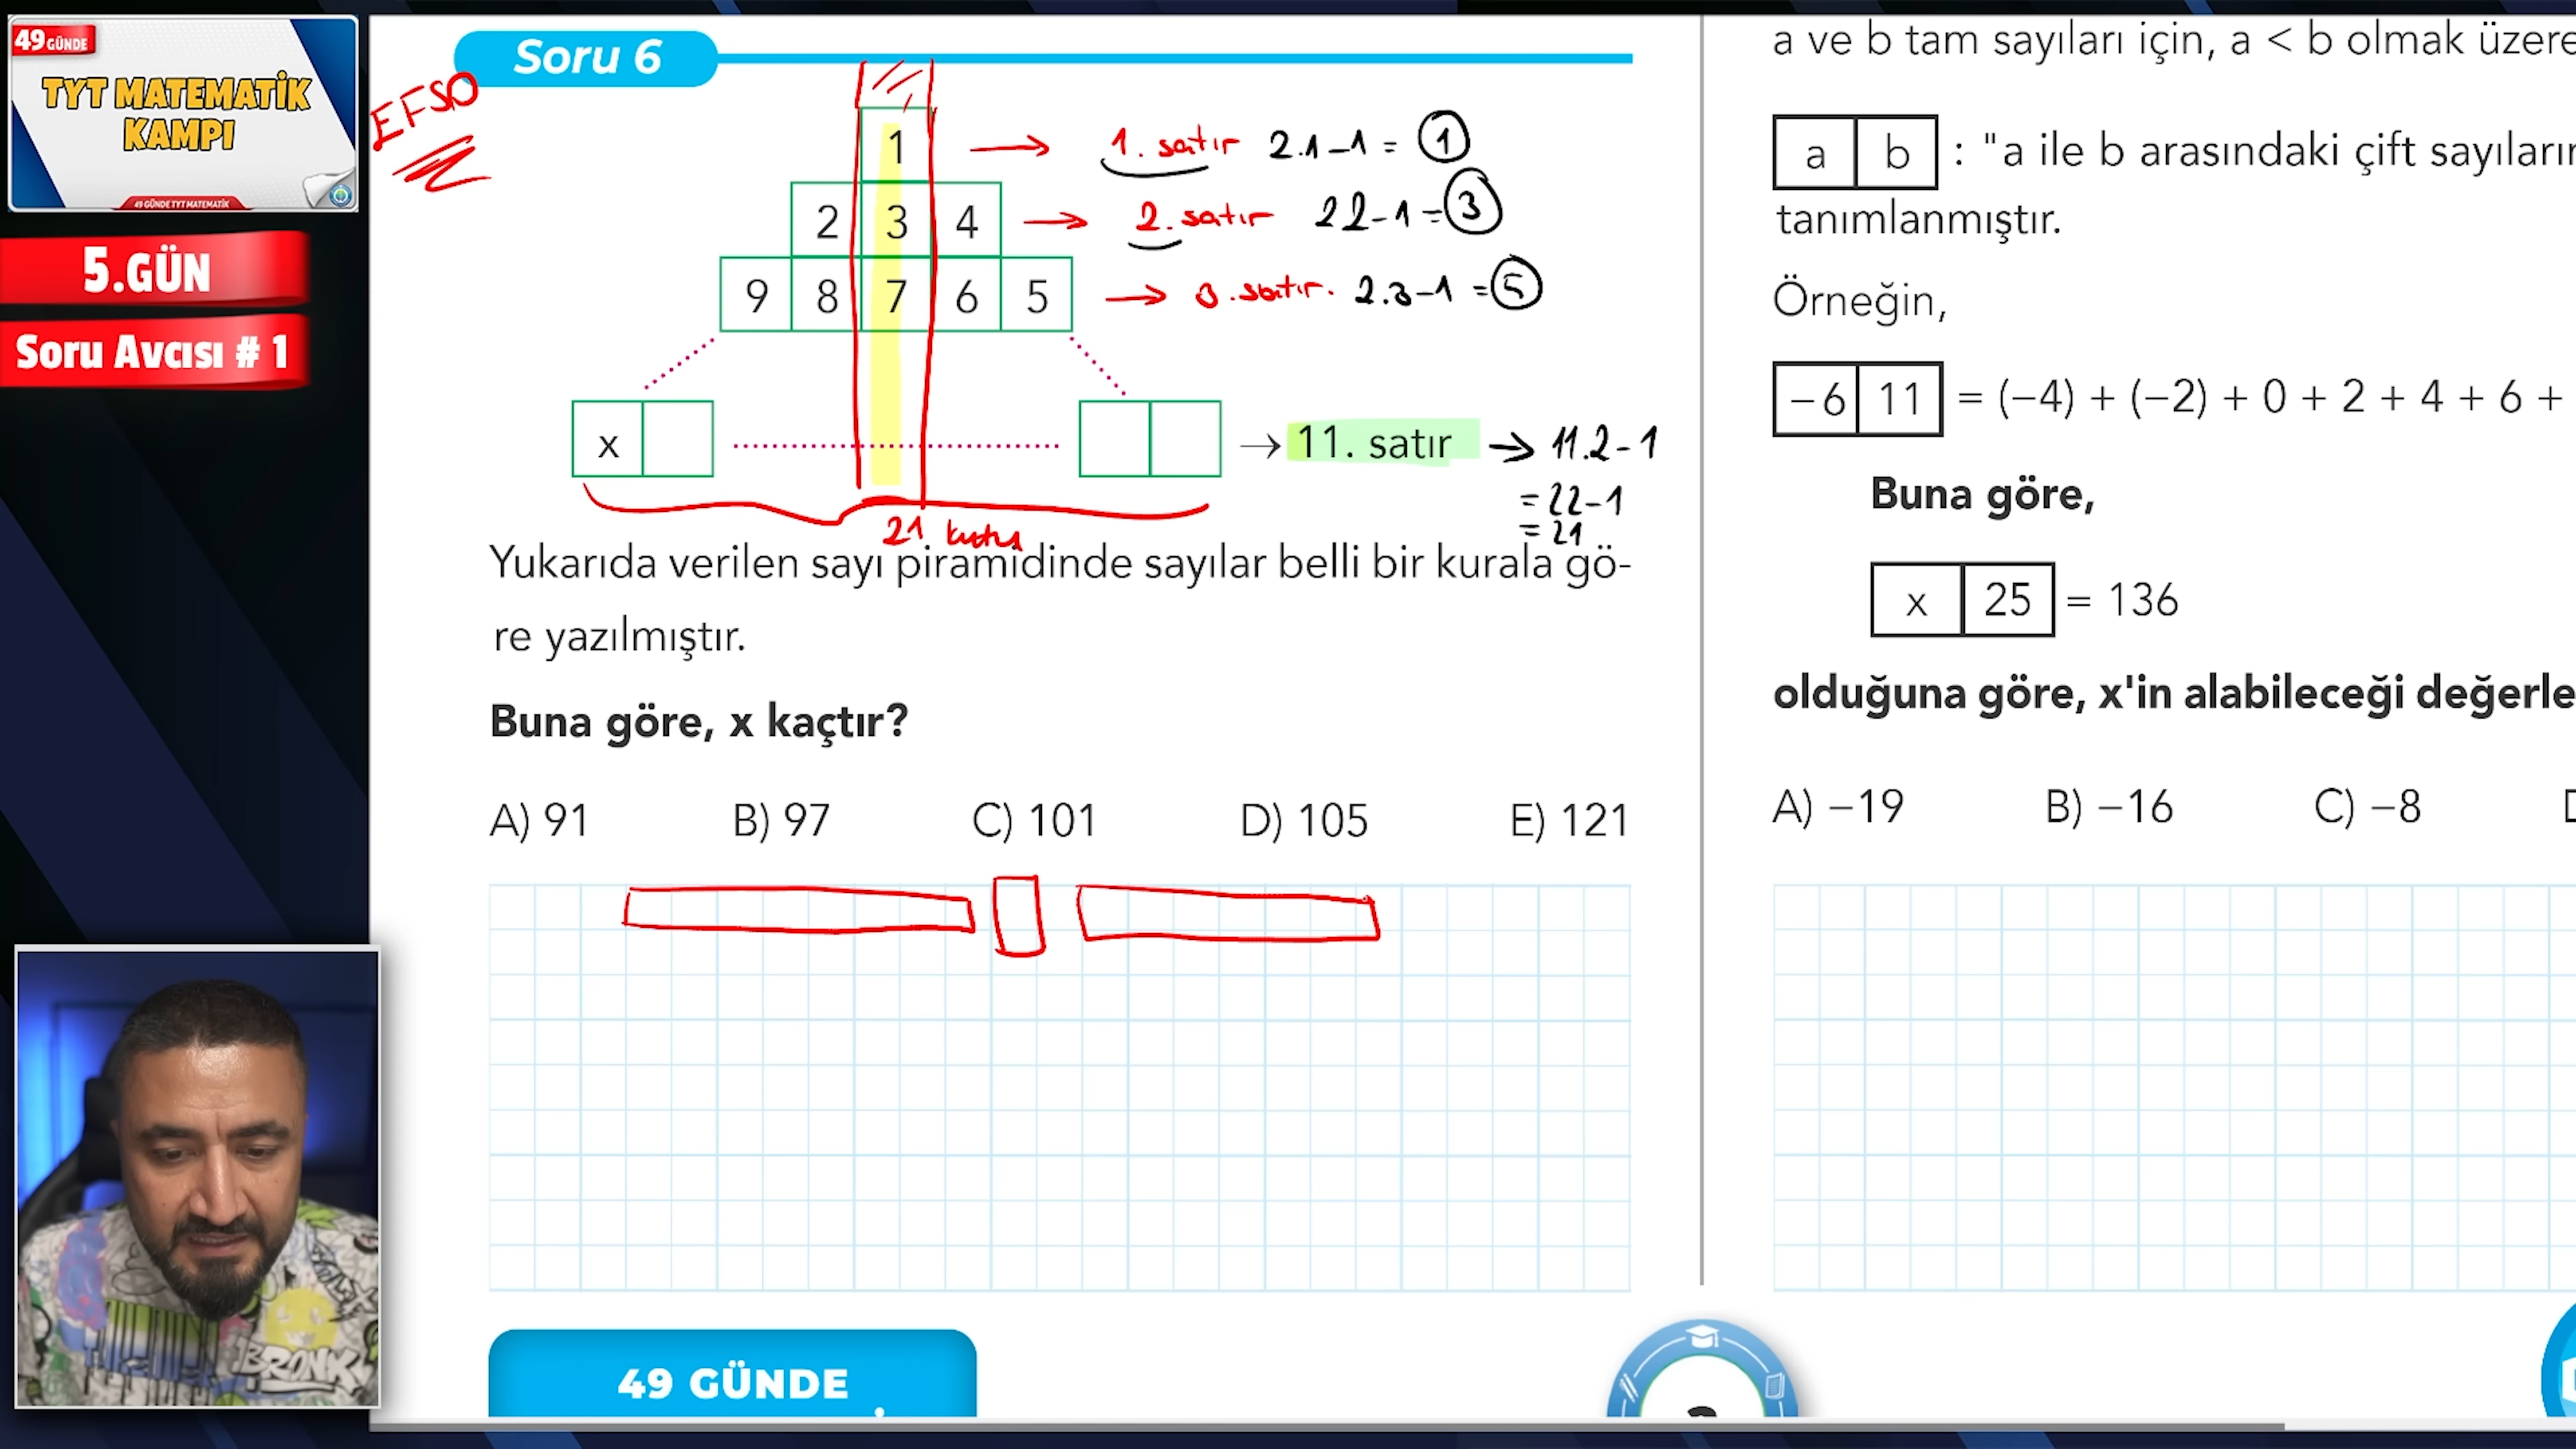 49 GÜNDE
TYT MATEMATİK
KAMPI
49 GÜNDE TYT MATEMATİK
5.GÜN
Soru Avcısı # 1
EFSO
Soru 6
1 → 1. satır 2.1-1 = 1
2 3 4 → 2. satır 2 2-1 = 3
9 8 7 6 5 → 3. satır. 2.3-1 = 5
x → 11. satır → 11.2-1
= 22-1
= 21
21 kutu
Yukarıda verilen sayı piramidinde sayılar belli bir kurala gö-
re yazılmıştır.
Buna göre, x kaçtır?
A) 91 B) 97 C) 101 D) 105 E) 121
49 GÜNDE
a ve b tam sayıları için, a < b olmak üzere
a b : "a ile b arasındaki çift sayıların
tanımlanmıştır.
Örneğin,
-6 11 = (-4) + (-2) + 0 + 2 + 4 + 6 +
Buna göre,
x 25 = 136
olduğuna göre, x'in alabileceği değerle
A) -19 B) -16 C) -8
BRONX